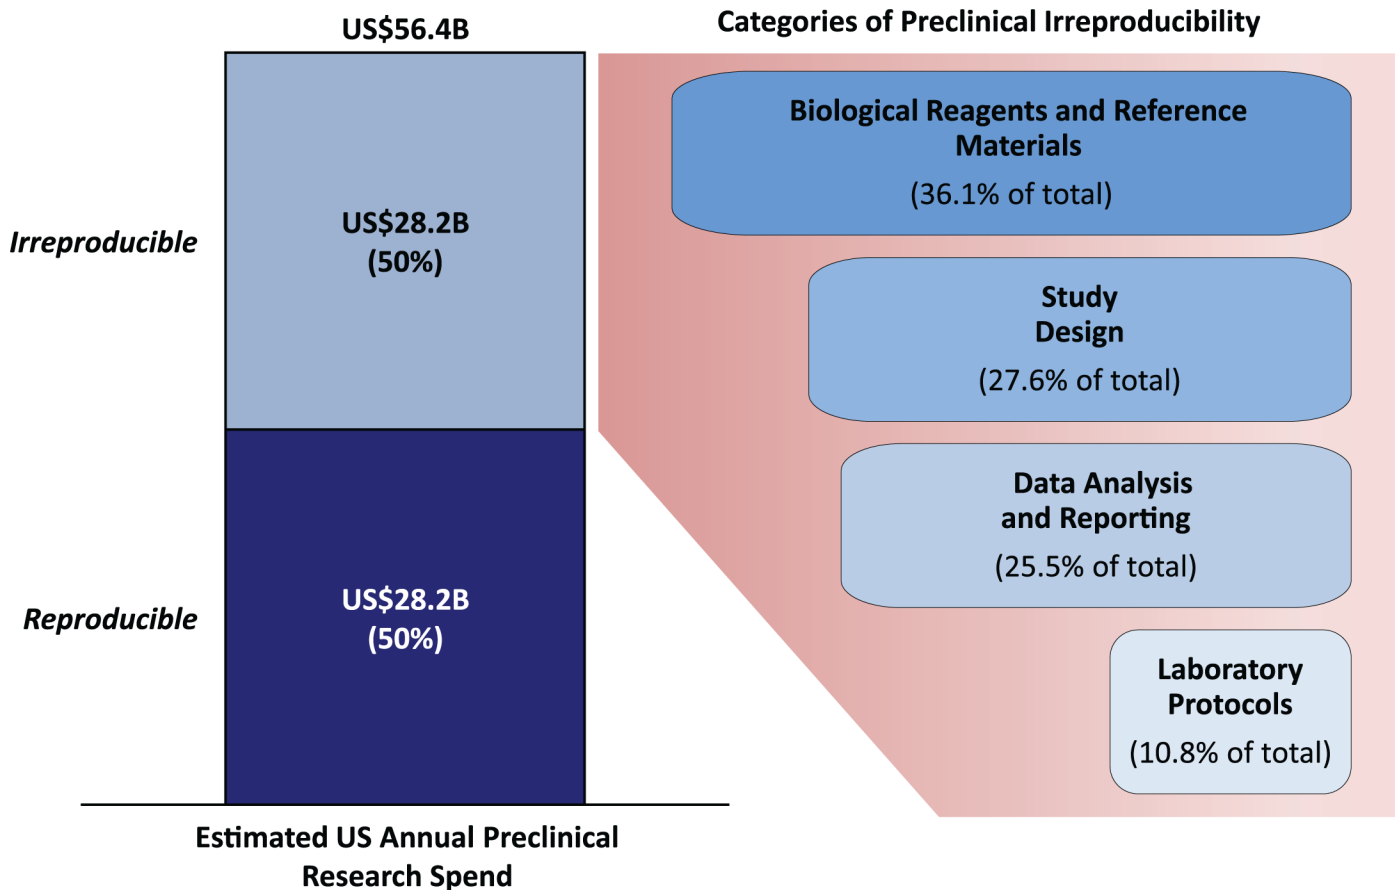 US$56.4B
Irreproducible
US$28.2B
(50%)
Reproducible
US$28.2B
(50%)
Estimated US Annual Preclinical
Research Spend
Categories of Preclinical Irreproducibility
Biological Reagents and Reference
Materials
(36.1% of total)
Study
Design
(27.6% of total)
Data Analysis
and Reporting
(25.5% of total)
Laboratory
Protocols
(10.8% of total)